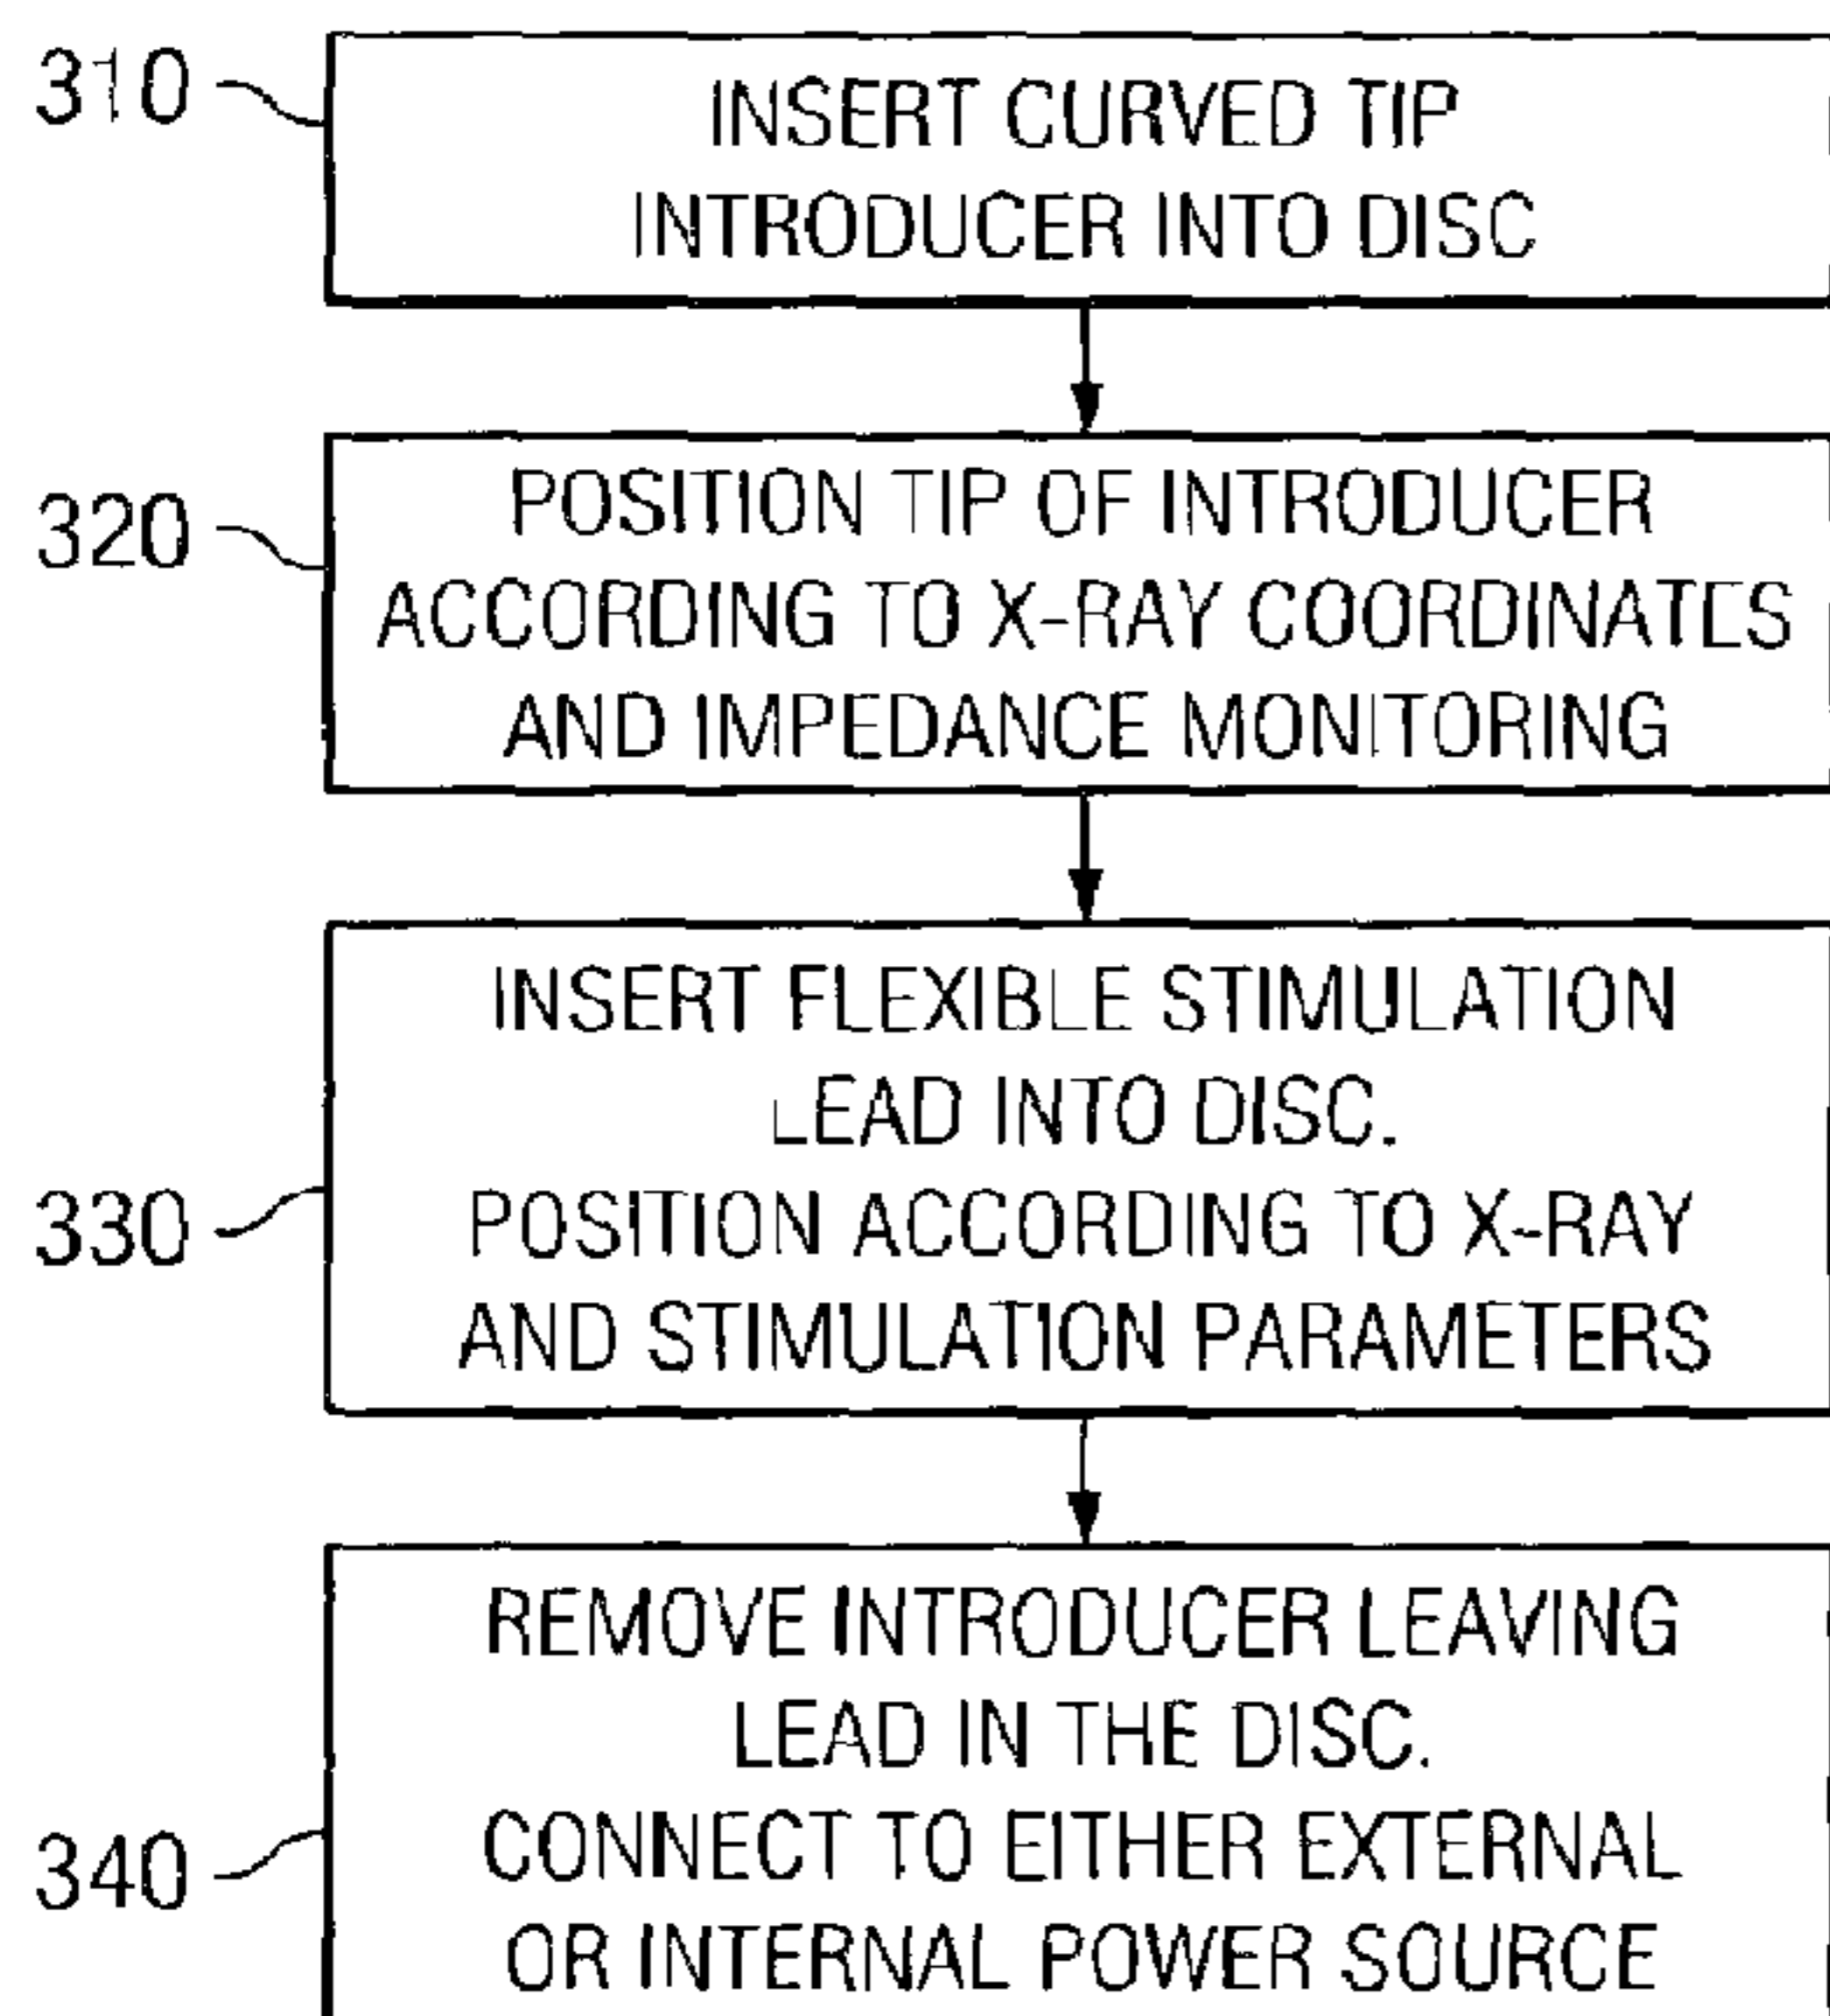 310
INSERT CURVED TIP
INTRODUCER INTO DISC
320
POSITION TIP OF INTRODUCER
ACCORDING TO X-RAY COORDINATES
AND IMPEDANCE MONITORING
INSERT FLEXIBLE STIMULATION
LEAD INTO DISC.
330
POSITION ACCORDING TO X-RAY
AND STIMULATION PARAMETERS
REMOVE INTRODUCER LEAVING
LEAD IN THE DISC.
340
CONNECT TO EITHER EXTERNAL
OR INTERNAL POWER SOURCE